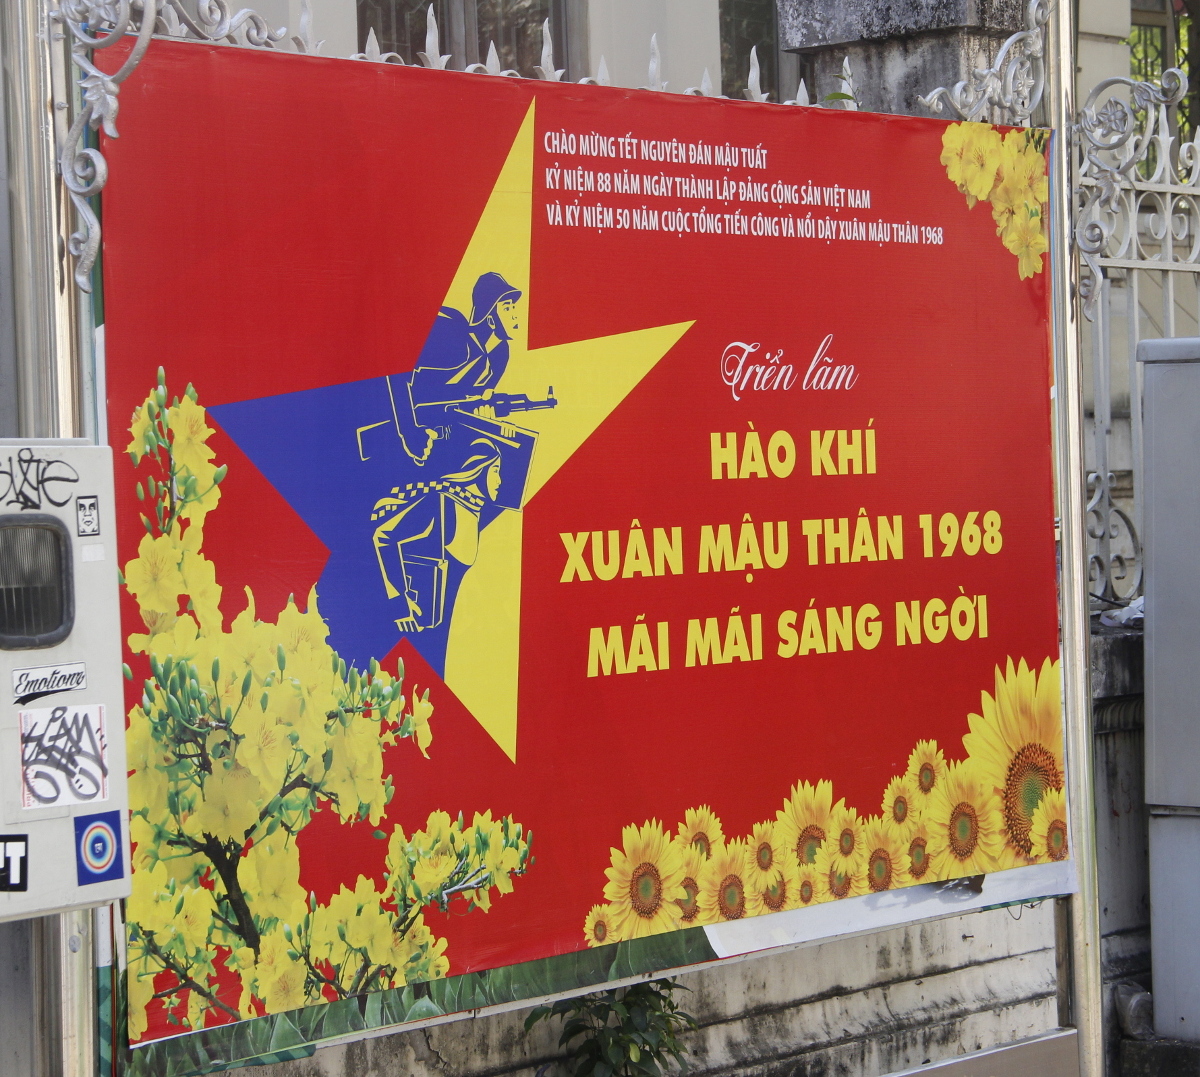 CHÀO MỪNG TẾT NGUYÊN ĐÁN MẬU TUẤT
KỶ NIỆM 88 NĂM NGÀY THÀNH LẬP ĐẢNG CỘNG SẢN VIỆT NAM
VÀ KỶ NIỆM 50 NĂM CUỘC TỔNG TIẾN CÔNG VÀ NỔI DẬY XUÂN MẬU THÂN 1968
Triển lãm
HÀO KHÍ
XUÂN MẬU THÂN 1968
MÃI MÃI SÁNG NGỜI